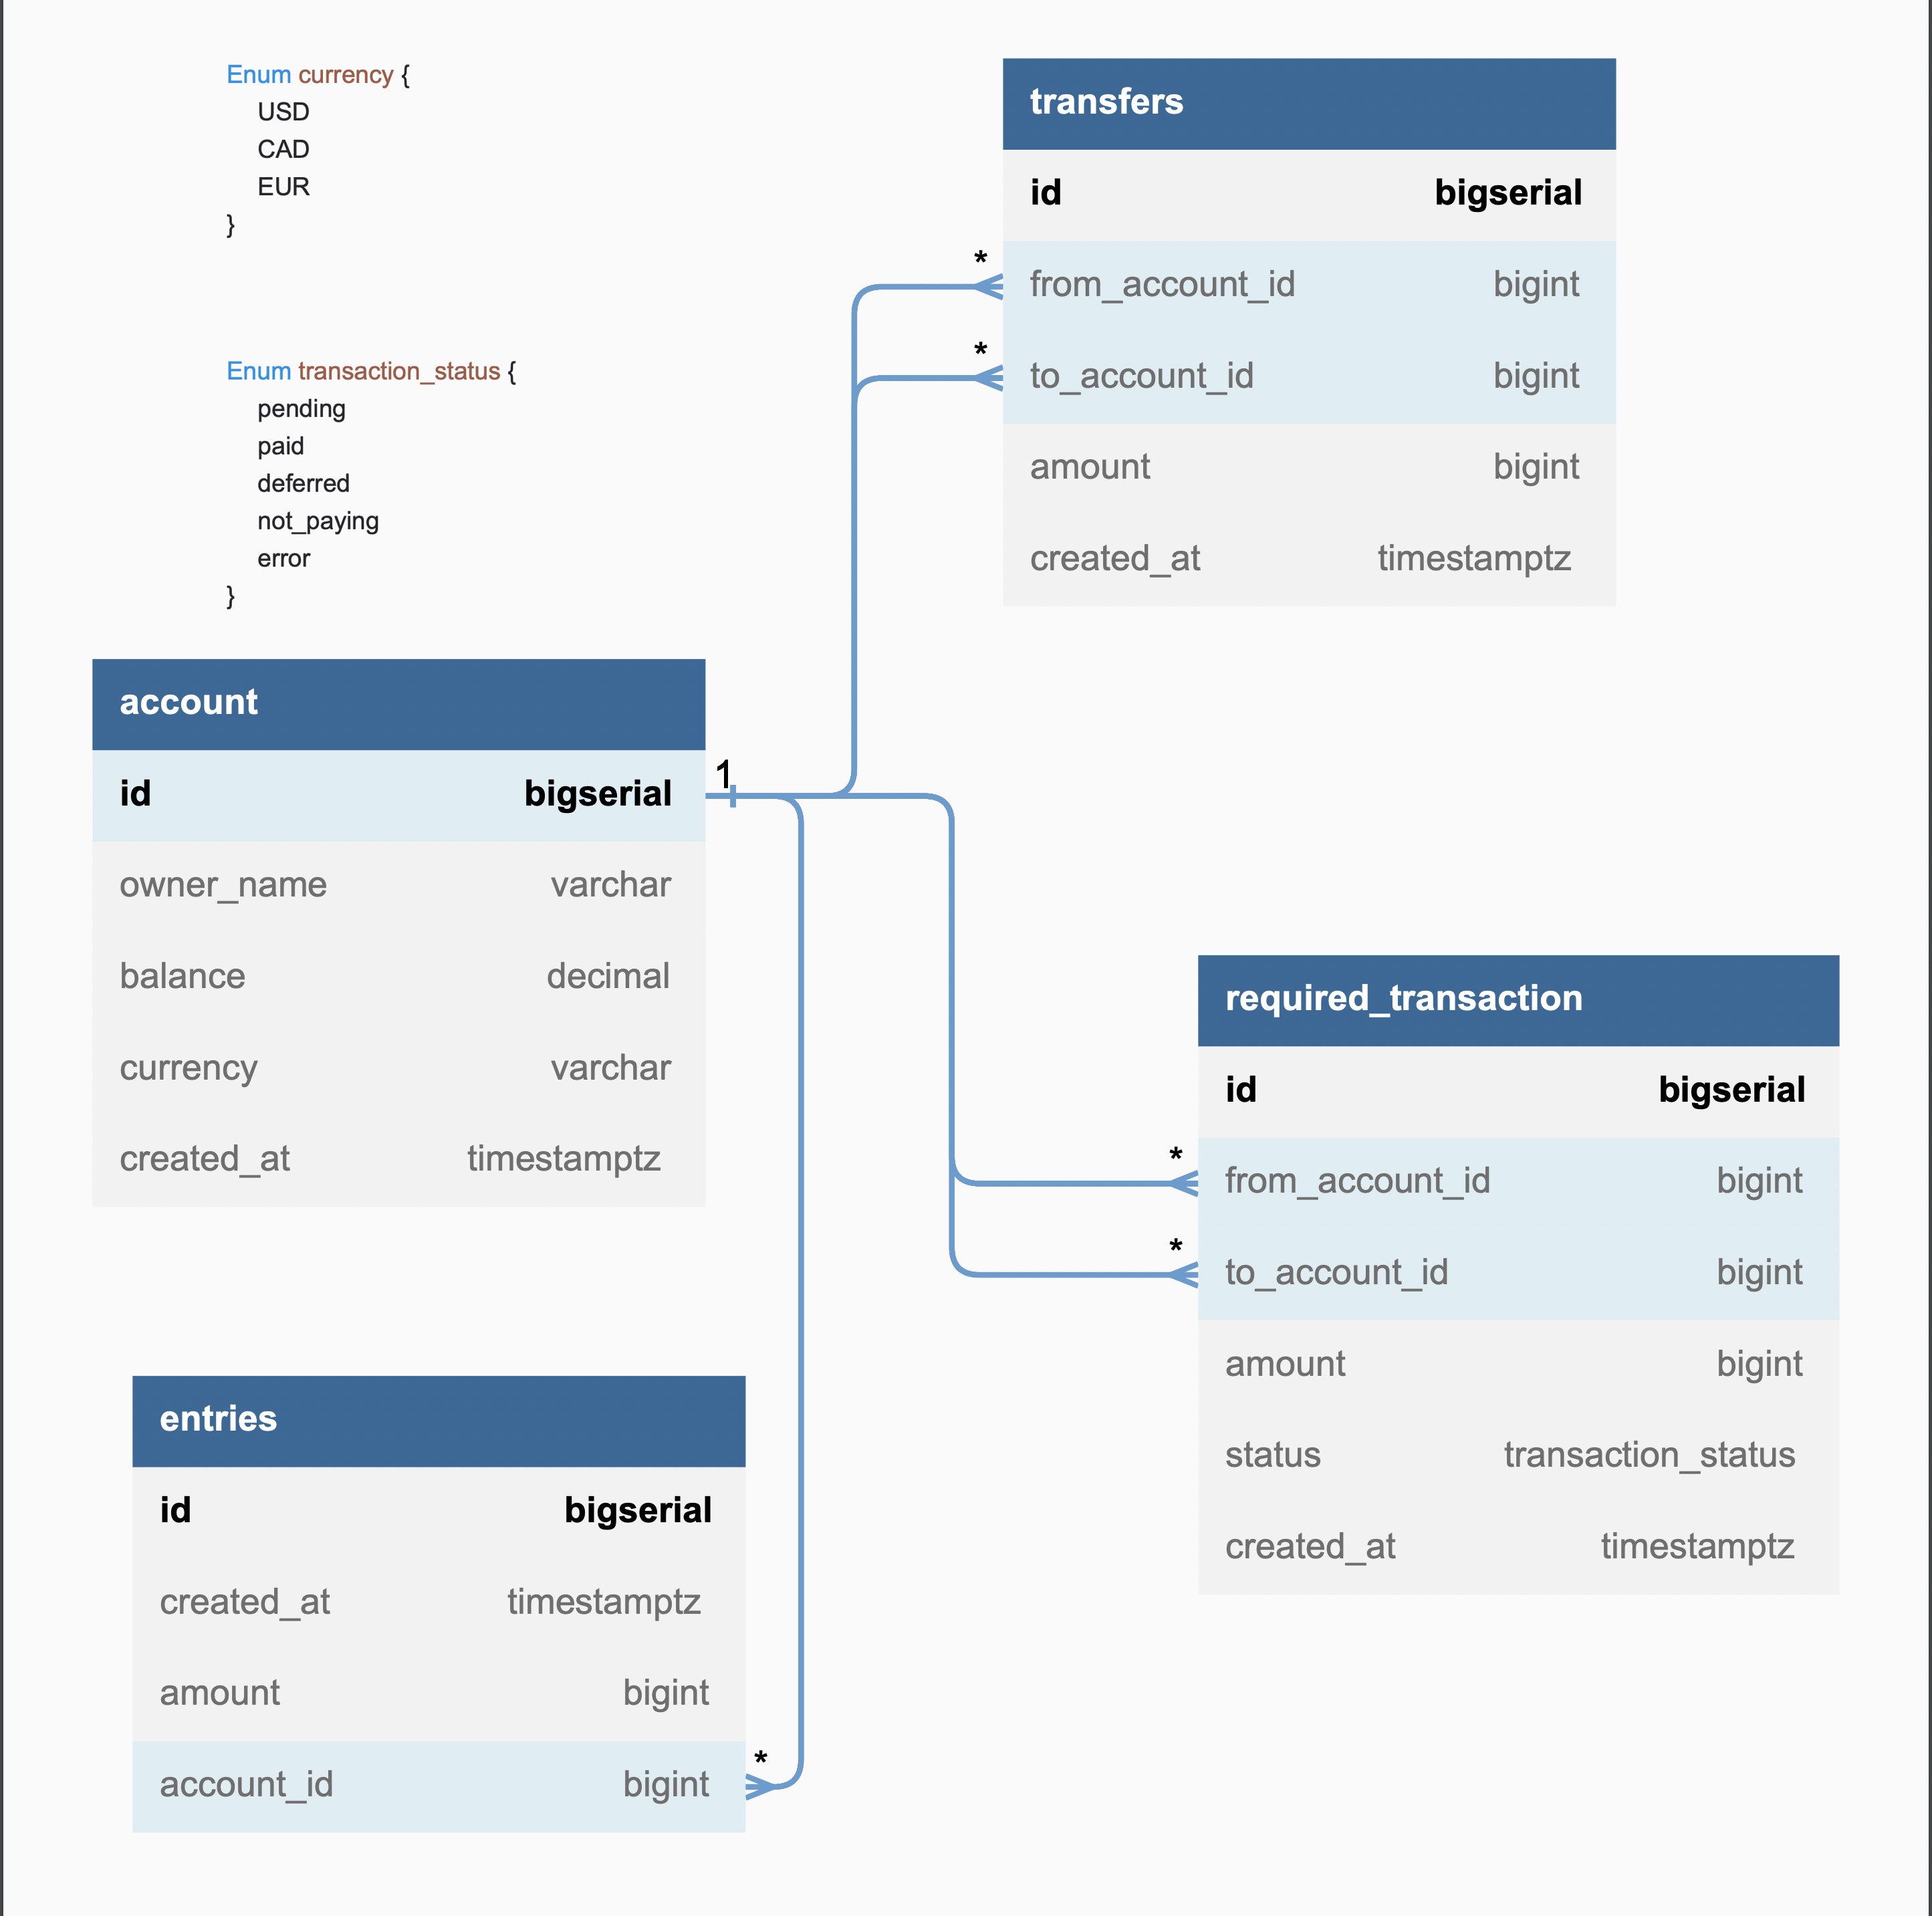 Enum currency {
USD
CAD
EUR
}
Enum transaction_status {
pending
paid
deferred
not_paying
error
}
transfers
id bigserial
* from_account_id bigint
* to_account_id bigint
amount bigint
created_at timestamptz
account
id bigserial 1
owner_name varchar
balance decimal
currency varchar
created_at timestamptz
required_transaction
id bigserial
* from_account_id bigint
* to_account_id bigint
amount bigint
status transaction_status
created_at timestamptz
entries
id bigserial
created_at timestamptz
amount bigint
account_id bigint *